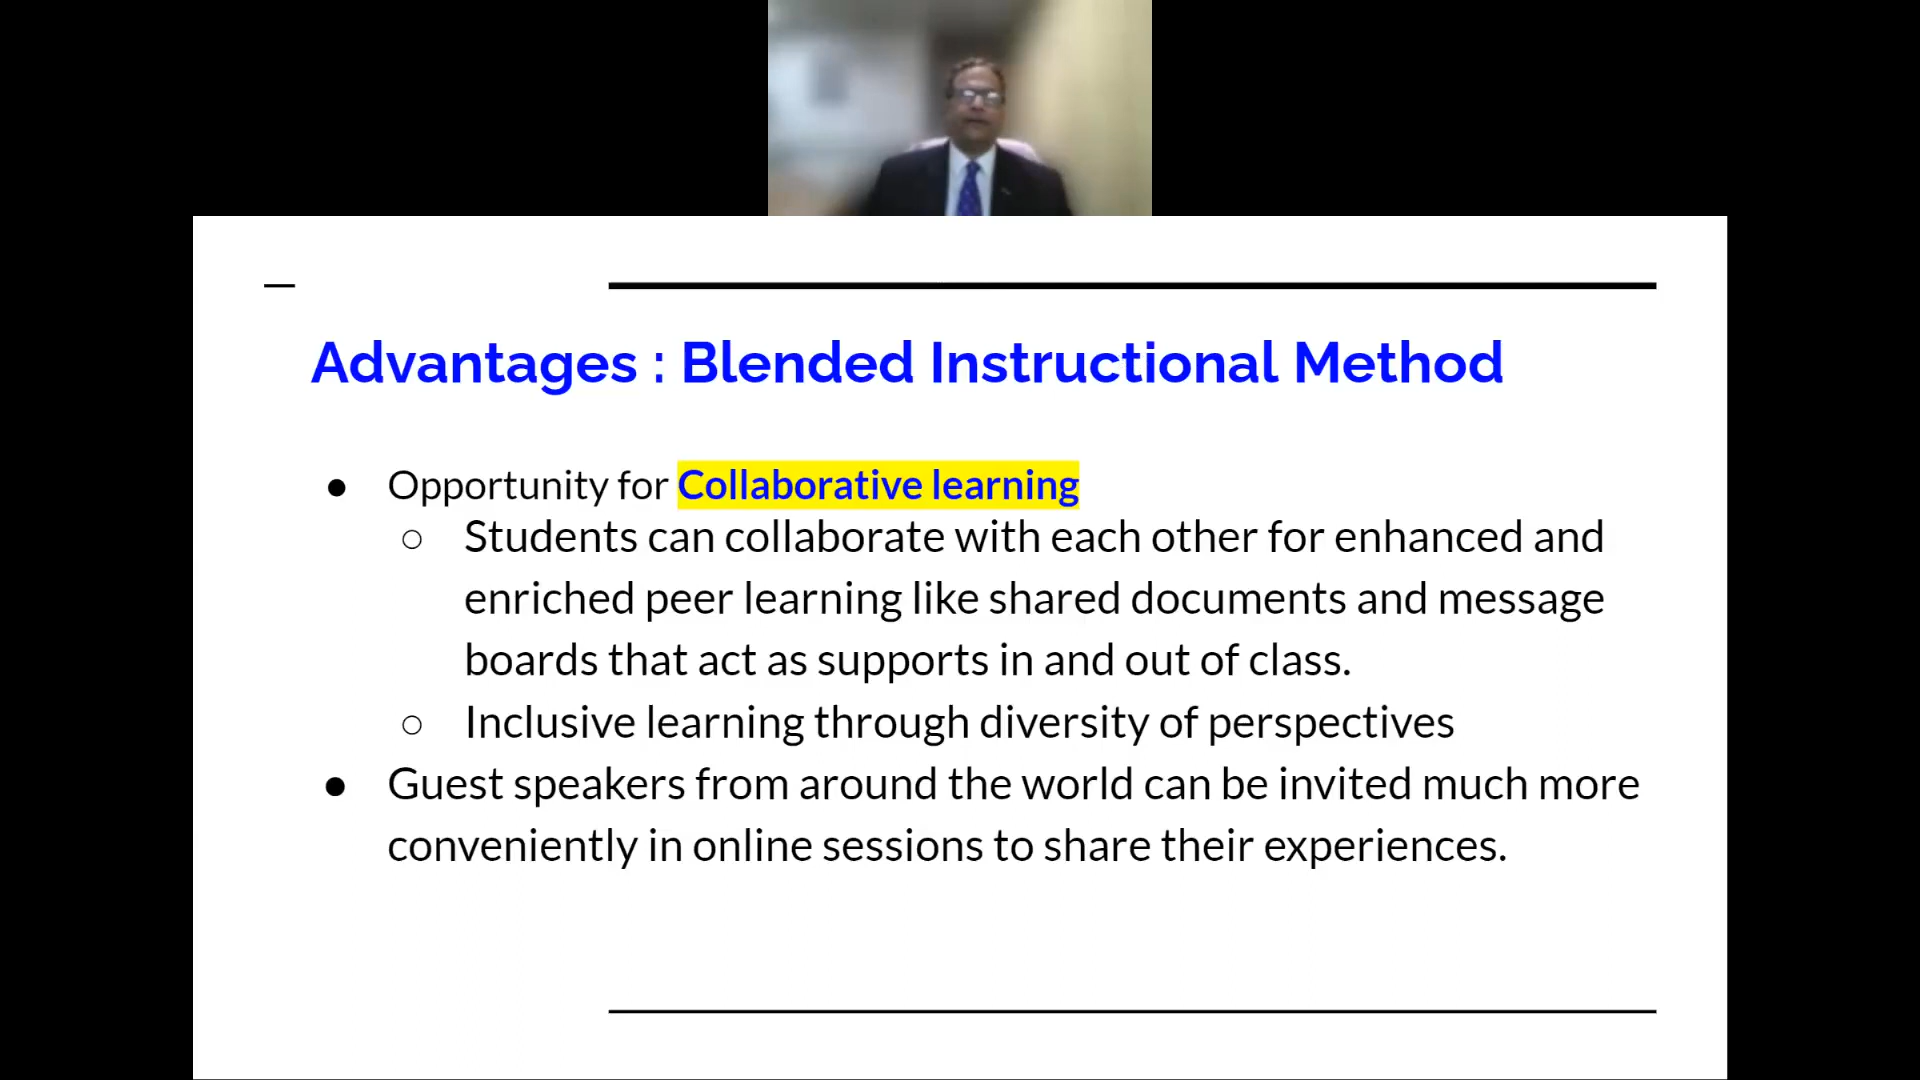 Advantages : Blended Instructional Method
● Opportunity for Collaborative learning
○ Students can collaborate with each other for enhanced and
enriched peer learning like shared documents and message
boards that act as supports in and out of class.
○ Inclusive learning through diversity of perspectives
● Guest speakers from around the world can be invited much more
conveniently in online sessions to share their experiences.